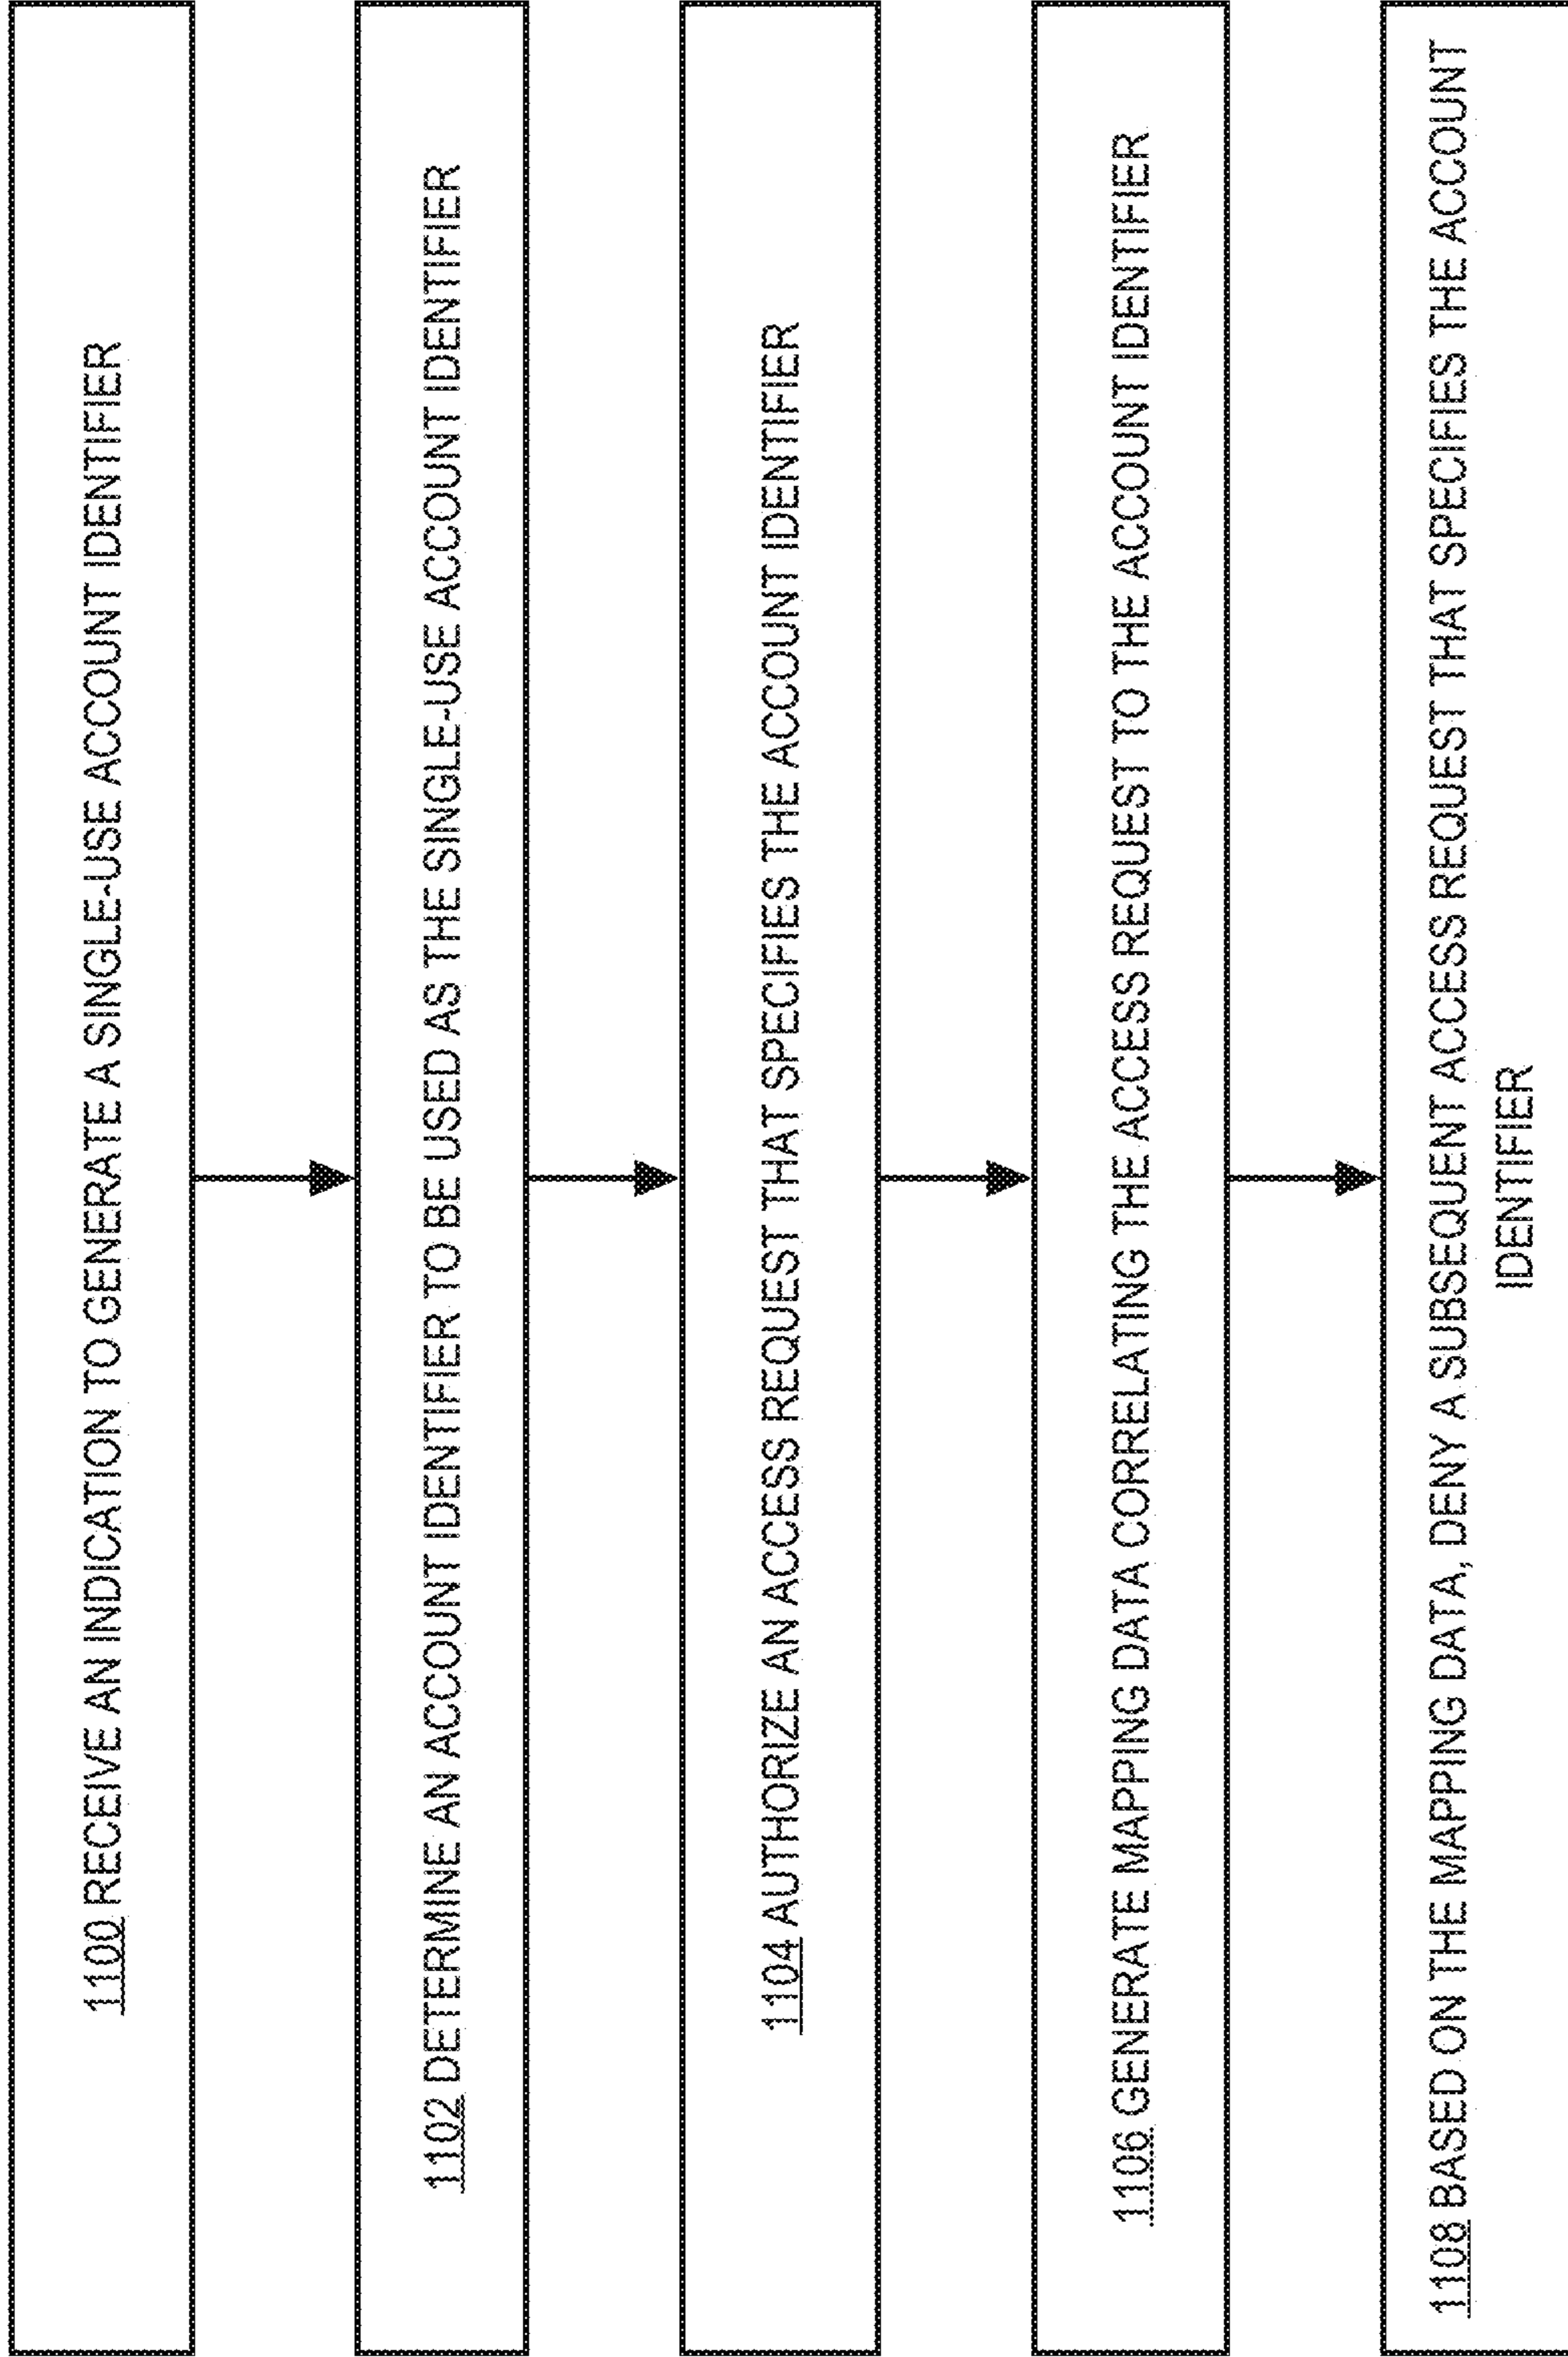 1100 RECEIVE AN INDICATION TO GENERATE A SINGLE-USE ACCOUNT IDENTIFIER
1102 DETERMINE AN ACCOUNT IDENTIFIER TO BE USED AS THE SINGLE-USE ACCOUNT IDENTIFIER
1104 AUTHORIZE AN ACCESS REQUEST THAT SPECIFIES THE ACCOUNT IDENTIFIER
1106 GENERATE MAPPING DATA CORRELATING THE ACCESS REQUEST TO THE ACCOUNT IDENTIFIER
1108 BASED ON THE MAPPING DATA, DENY A SUBSEQUENT ACCESS REQUEST THAT SPECIFIES THE ACCOUNT
IDENTIFIER